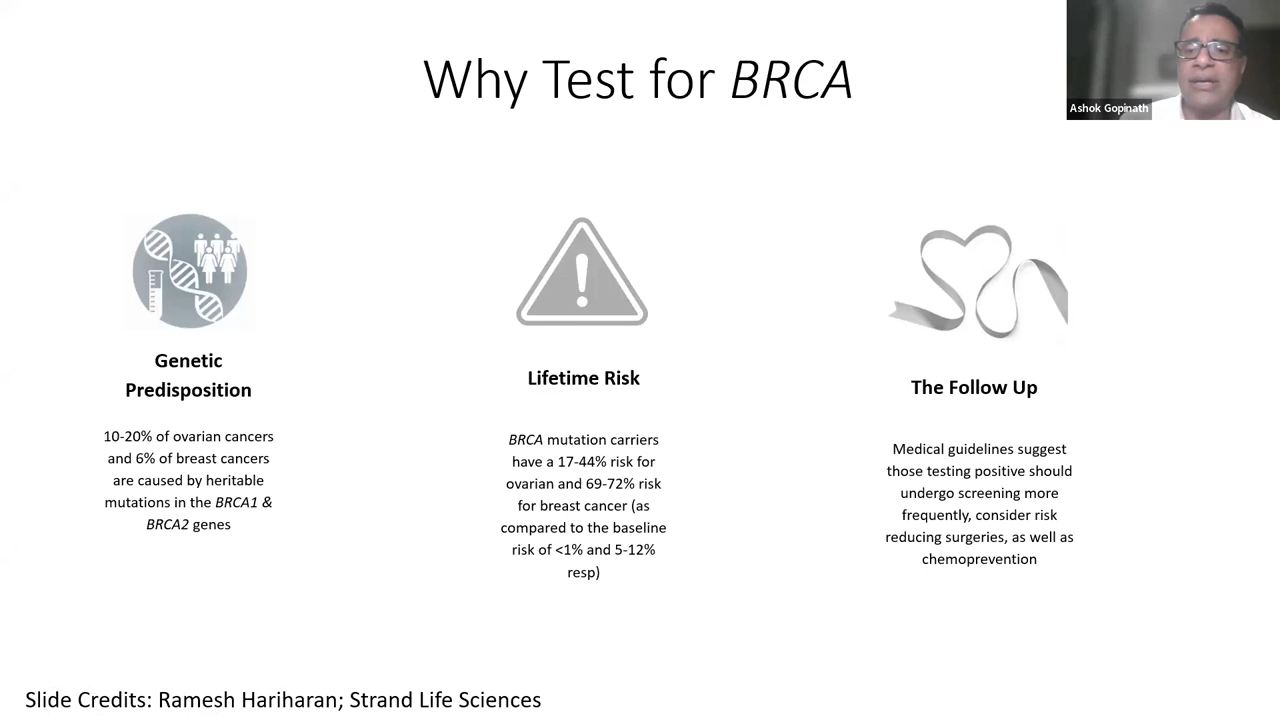 Why Test for BRCA
Ashok Gopinath
Genetic
Predisposition
10-20% of ovarian cancers
and 6% of breast cancers
are caused by heritable
mutations in the BRCA1 &
BRCA2 genes
Lifetime Risk
BRCA mutation carriers
have a 17-44% risk for
ovarian and 69-72% risk
for breast cancer (as
compared to the baseline
risk of <1% and 5-12%
resp)
The Follow Up
Medical guidelines suggest
those testing positive should
undergo screening more
frequently, consider risk
reducing surgeries, as well as
chemoprevention
Slide Credits: Ramesh Hariharan; Strand Life Sciences